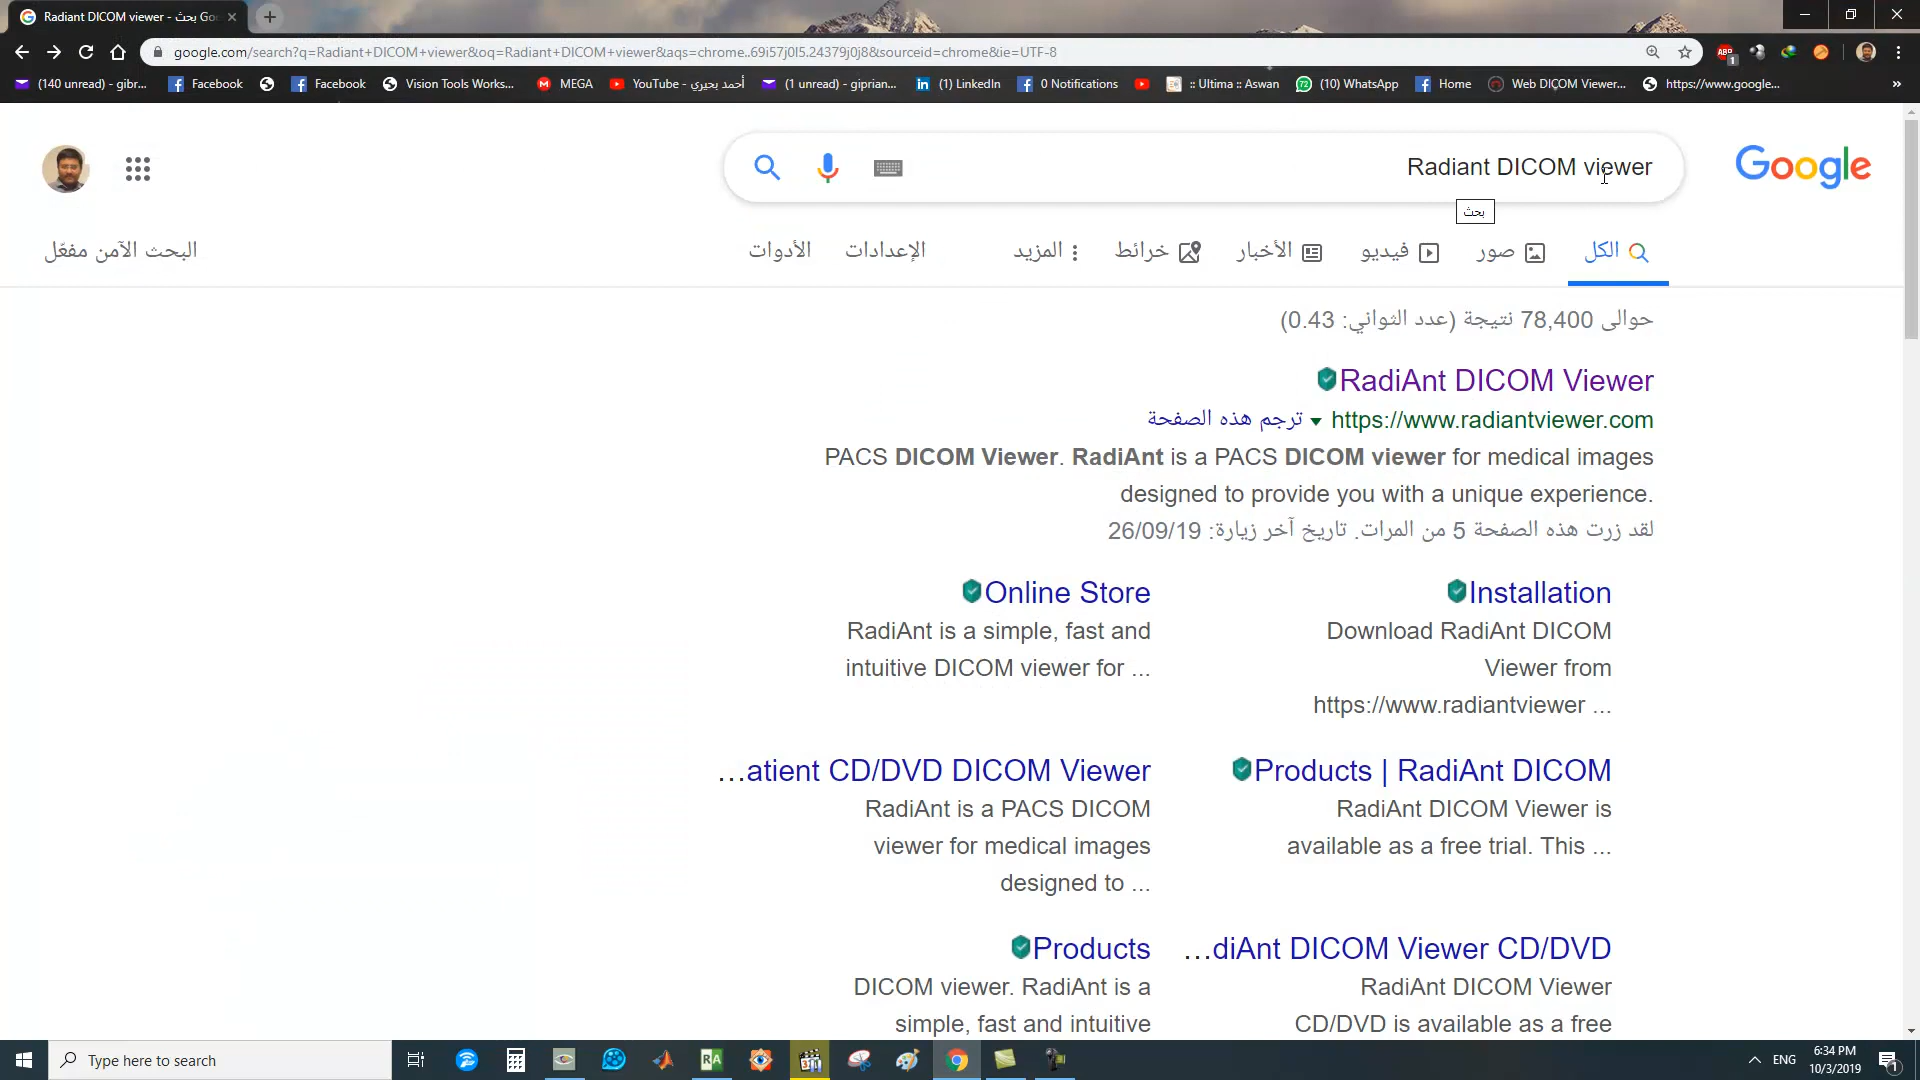 Radiant DICOM viewer - بحث Go
google.com/search?q=Radiant+DICOM+viewer&oq=Radiant+DICOM+viewer&aqs=chrome..69i57j0l5.24379j0j8&sourceid=chrome&ie=UTF-8
ABP
1
(140 unread) - gibr...
Facebook
Facebook
Vision Tools Works...
MEGA
YouTube - أحمد بحيري
(1 unread) - giprian...
(1) LinkedIn
0 Notifications
:: Ultima :: Aswan
(10) WhatsApp
Home
Web DICOM Viewer...
https://www.google...
Radiant DICOM viewer
Google
بحث
الكل
صور
فيديو
الأخبار
خرائط
المزيد
الإعدادات
الأدوات
البحث الآمن مفعّل
حوالى 78,400 نتيجة (عدد الثواني: 0.43)
RadiAnt DICOM Viewer
https://www.radiantviewer.com ▾ ترجم هذه الصفحة
PACS DICOM Viewer. RadiAnt is a PACS DICOM viewer for medical images
designed to provide you with a unique experience.
لقد زرت هذه الصفحة 5 من المرات. تاريخ آخر زيارة: 26/09/19
Installation
Download RadiAnt DICOM
Viewer from
https://www.radiantviewer ...
Online Store
RadiAnt is a simple, fast and
intuitive DICOM viewer for ...
Products | RadiAnt DICOM
RadiAnt DICOM Viewer is
available as a free trial. This ...
...atient CD/DVD DICOM Viewer
RadiAnt is a PACS DICOM
viewer for medical images
designed to ...
...diAnt DICOM Viewer CD/DVD
RadiAnt DICOM Viewer
CD/DVD is available as a free
Products
DICOM viewer. RadiAnt is a
simple, fast and intuitive
Type here to search
RA
ENG
6:34 PM
10/3/2019
1